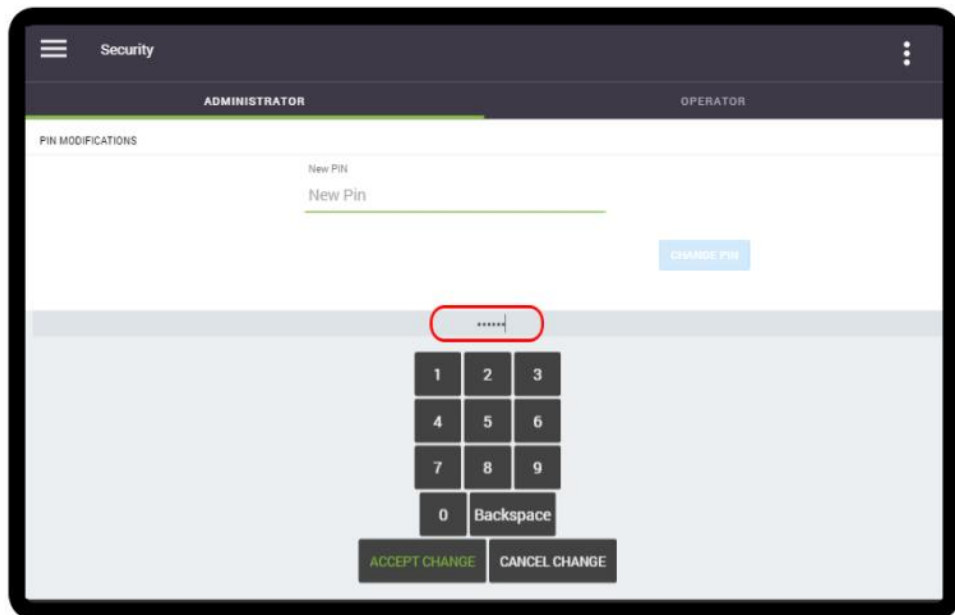 Security
ADMINISTRATOR OPERATOR
PIN MODIFICATIONS
New PIN
New Pin
CHANGE PIN
••••••
1 2 3
4 5 6
7 8 9
0 Backspace
ACCEPT CHANGE CANCEL CHANGE